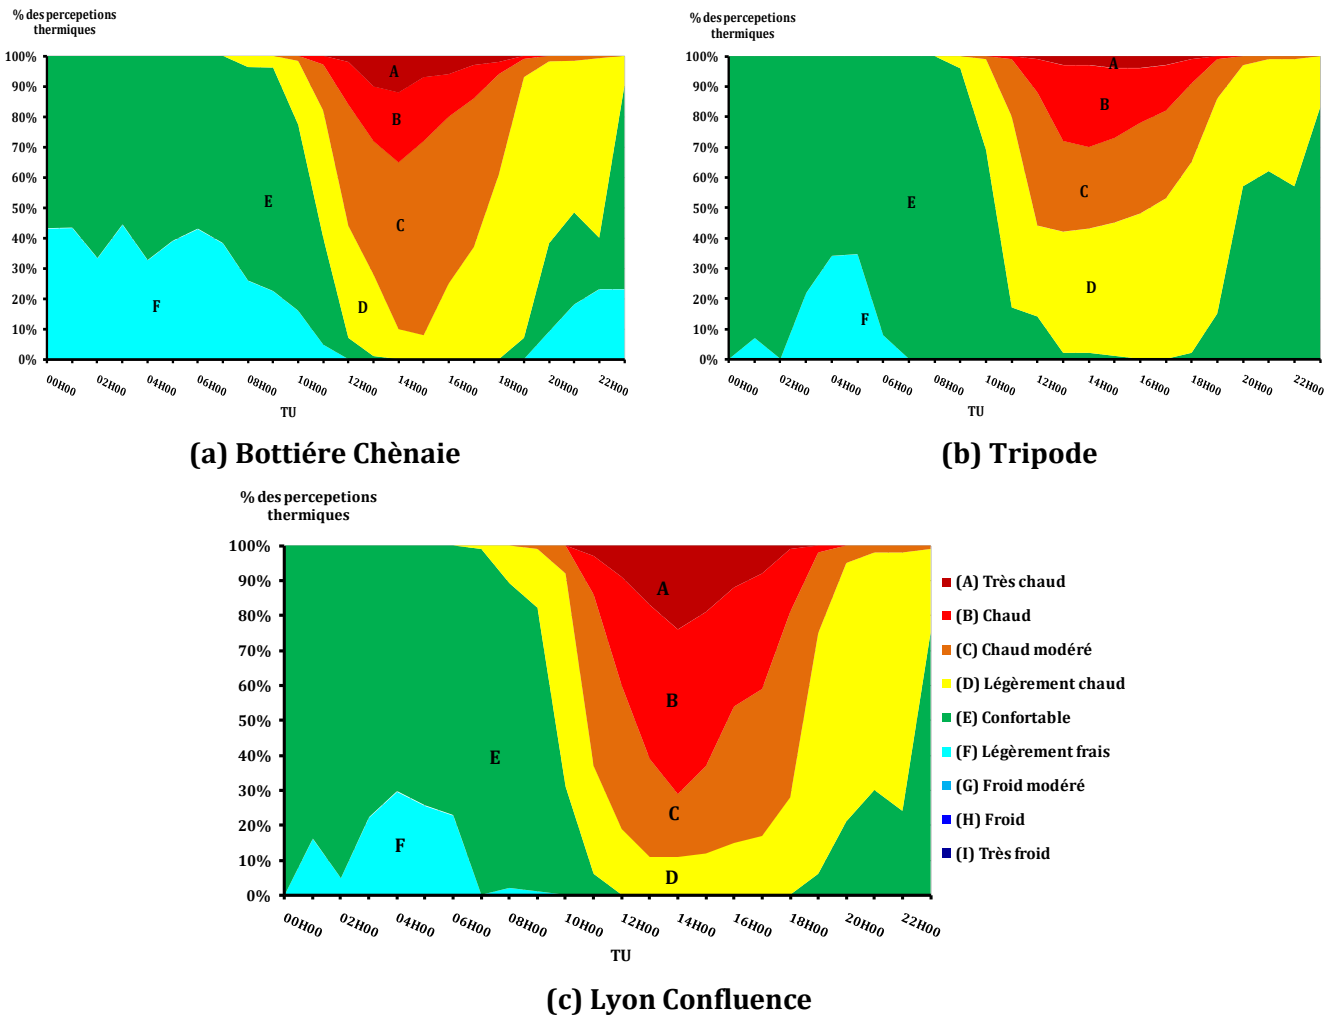 % des percepetions
thermiques
100%
90%
80%
70%
60%
50%
40%
30%
20%
10%
0%
A
B
C
D
E
F
00H00
02H00
04H00
06H00
08H00
10H00
12H00
14H00
16H00
18H00
20H00
22H00
TU
(a) Bottiére Chènaie
% des percepetions
thermiques
100%
90%
80%
70%
60%
50%
40%
30%
20%
10%
0%
A
B
C
D
E
F
00H00
02H00
04H00
06H00
08H00
10H00
12H00
14H00
16H00
18H00
20H00
22H00
TU
(b) Tripode
% des percepetions
thermiques
100%
90%
80%
70%
60%
50%
40%
30%
20%
10%
0%
A
B
C
D
E
F
00H00
02H00
04H00
06H00
08H00
10H00
12H00
14H00
16H00
18H00
20H00
22H00
TU
(A) Très chaud
(B) Chaud
(C) Chaud modéré
(D) Légèrement chaud
(E) Confortable
(F) Légèrement frais
(G) Froid modéré
(H) Froid
(I) Très froid
(c) Lyon Confluence